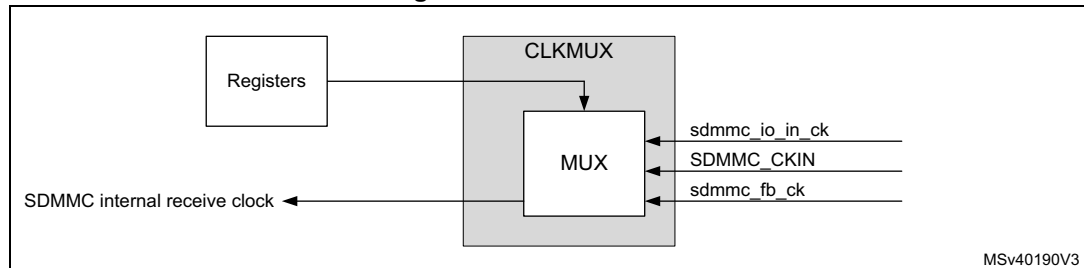 CLKMUX
Registers
sdmmc_io_in_ck
SDMMC_CKIN
MUX
sdmmc_fb_ck
SDMMC internal receive clock
MSv40190V3